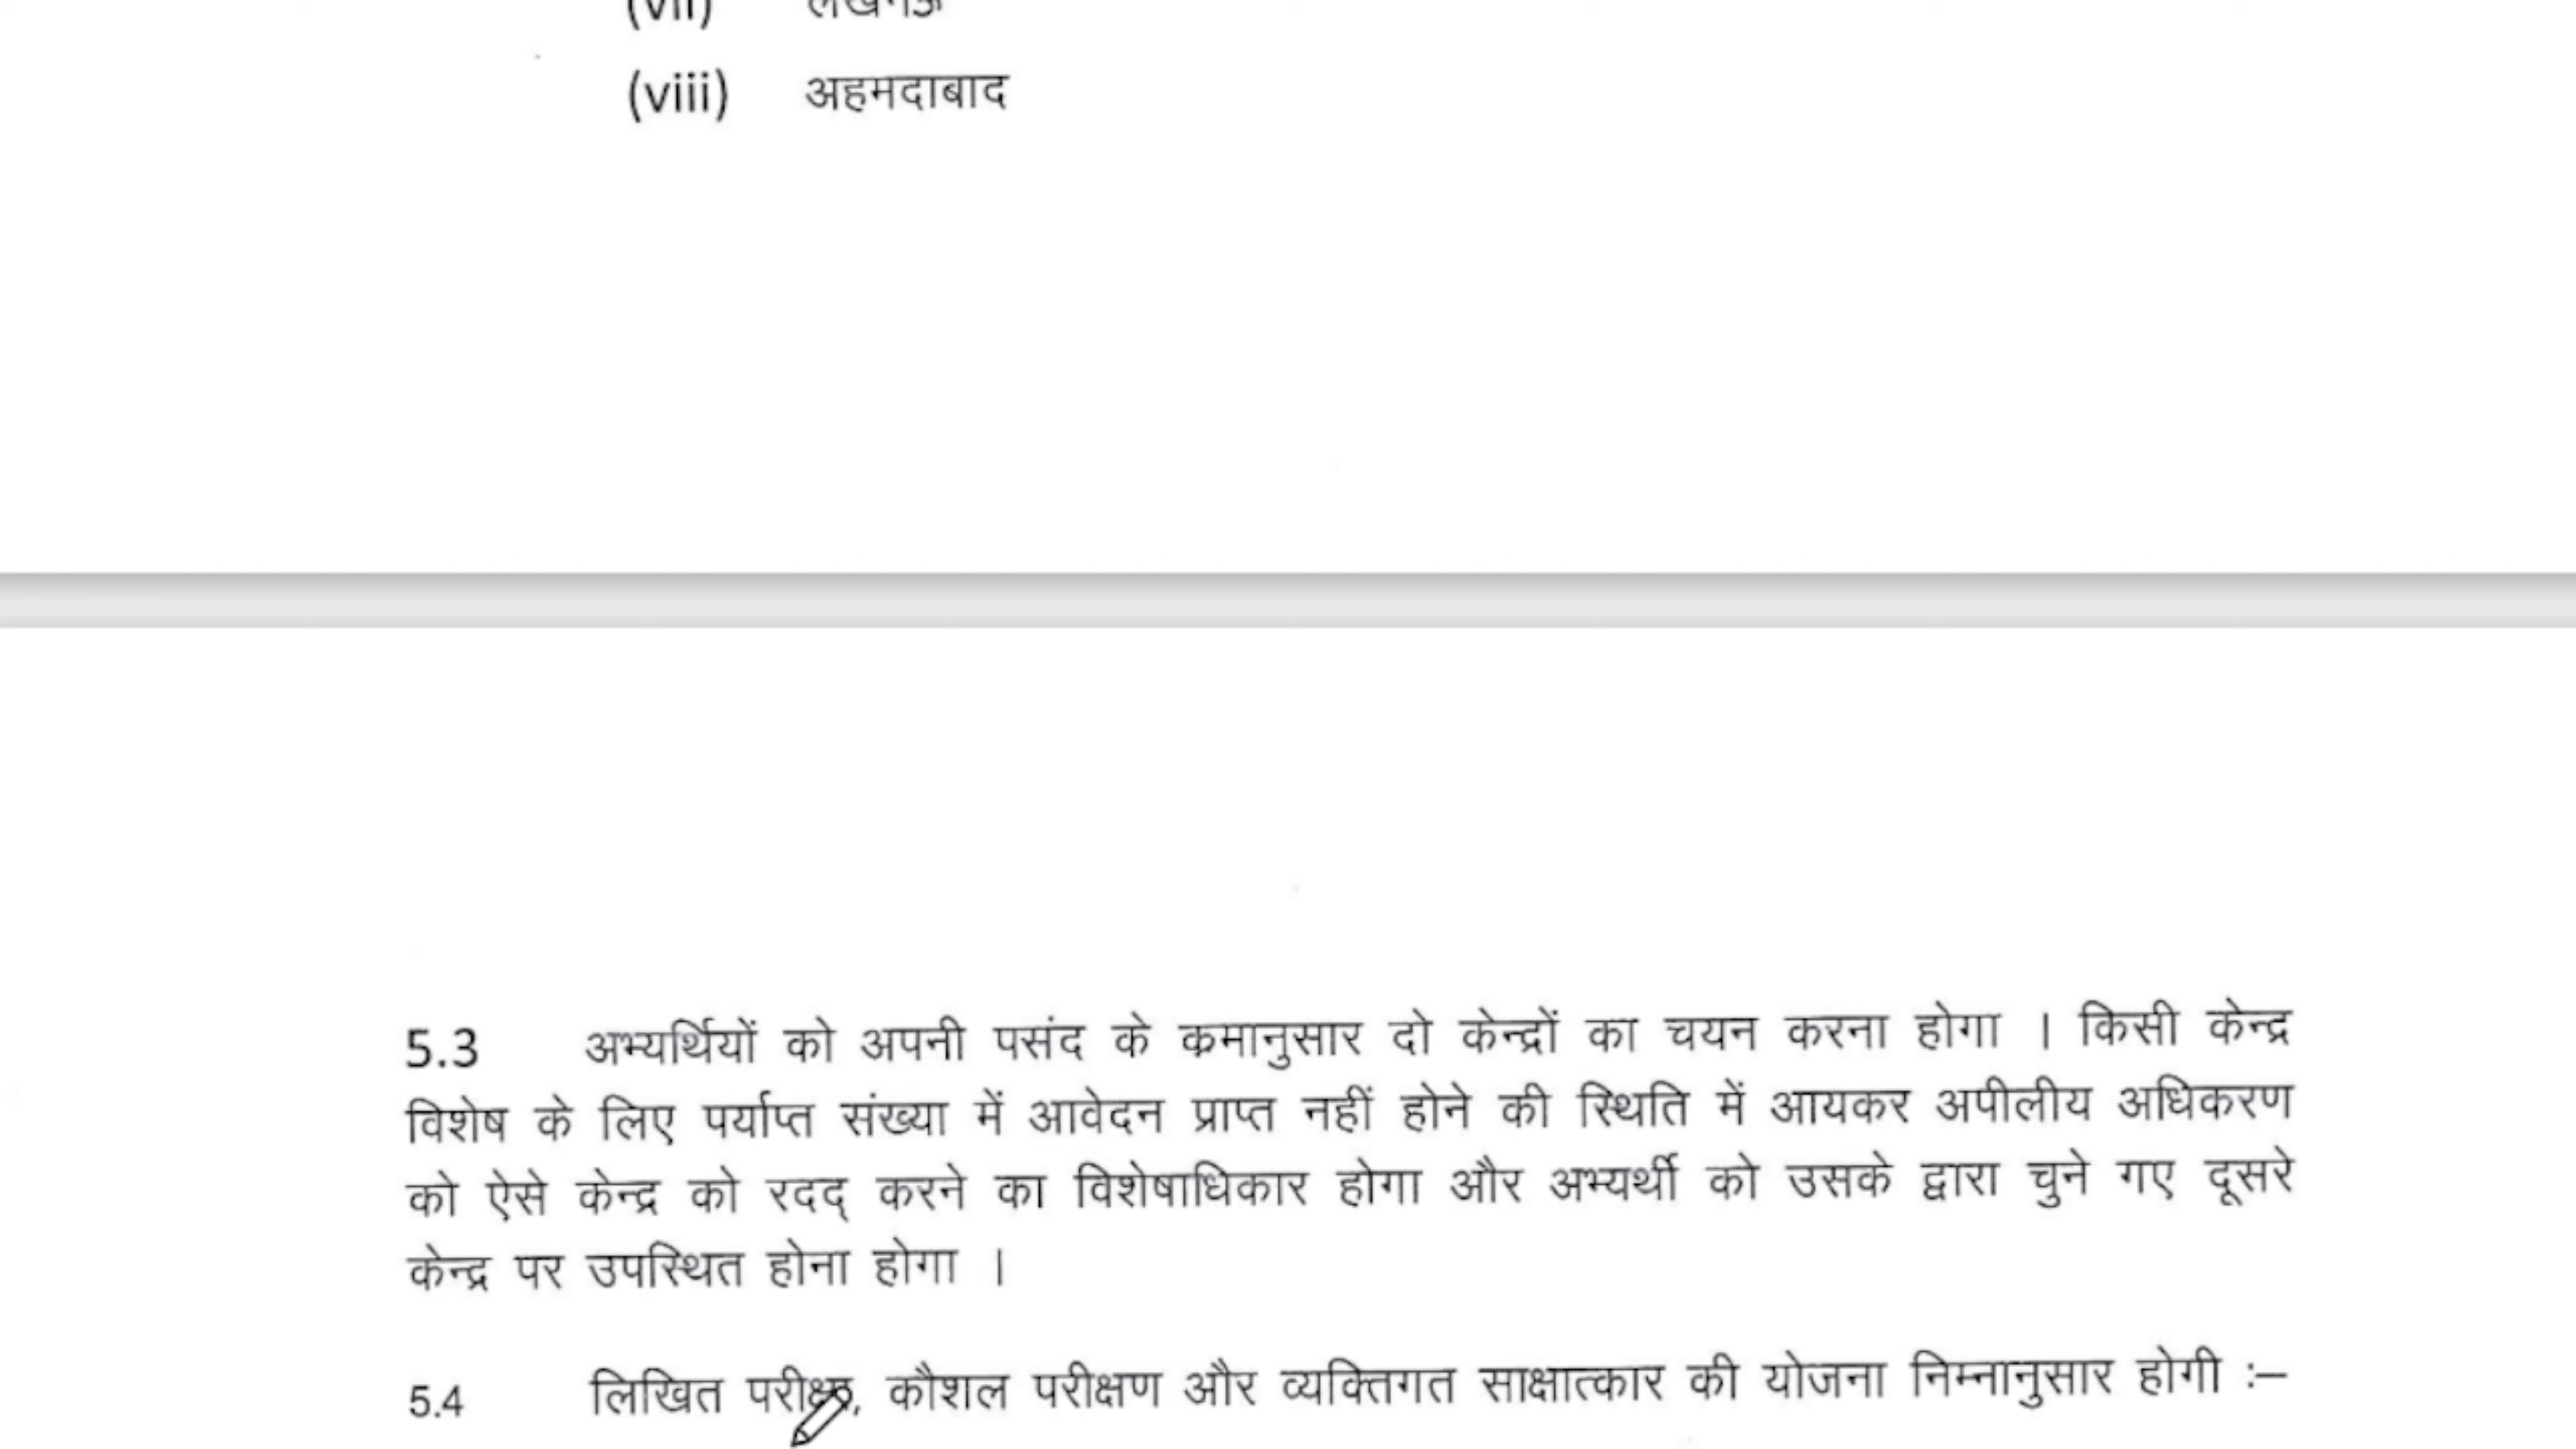 (vii) लखनऊ
(viii) अहमदाबाद
5.3 अभ्यर्थियों को अपनी पसंद के क्रमानुसार दो केन्द्रों का चयन करना होगा । किसी केन्द्र
विशेष के लिए पर्याप्त संख्या में आवेदन प्राप्त नहीं होने की स्थिति में आयकर अपीलीय अधिकरण
को ऐसे केन्द्र को रदद् करने का विशेषाधिकार होगा और अभ्यर्थी को उसके द्वारा चुने गए दूसरे
केन्द्र पर उपस्थित होना होगा ।
5.4 लिखित परीक्षा, कौशल परीक्षण और व्यक्तिगत साक्षात्कार की योजना निम्नानुसार होगी :–